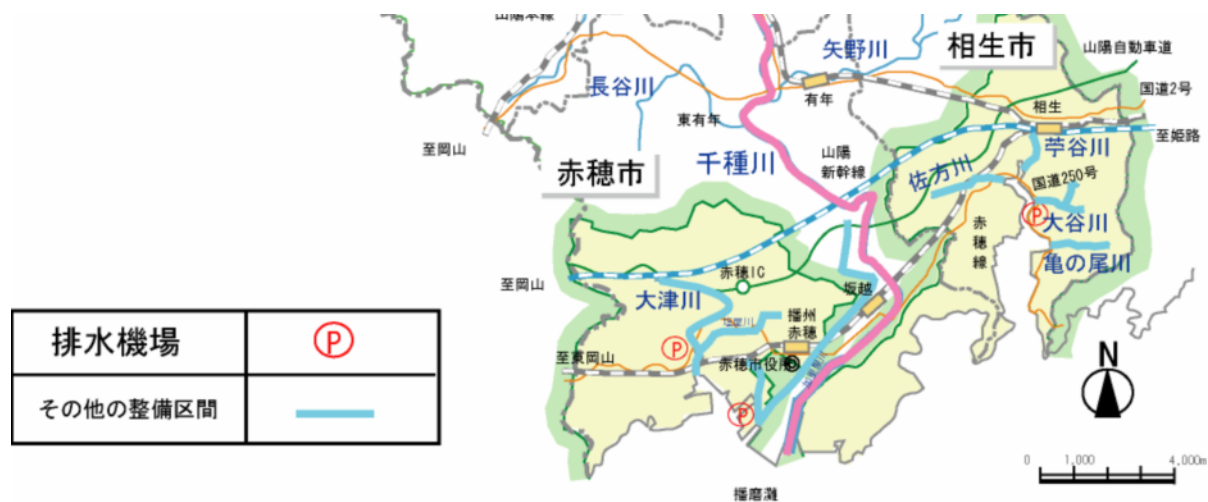 山陽本線
矢野川
相生市
山陽自動車道
長谷川
有年
相生
国道2号
東有年
至岡山
千種川
山陽
新幹線
苧谷川
至姫路
赤穂市
佐方川
国道250号
P
大谷川
赤
穂
線
亀の尾川
赤穂IC
至岡山
大津川
坂越
播州
赤穂
排水機場
P
P
至東岡山
赤穂市役所
N
その他の整備区間
P
0 1,000 4,000m
播磨灘